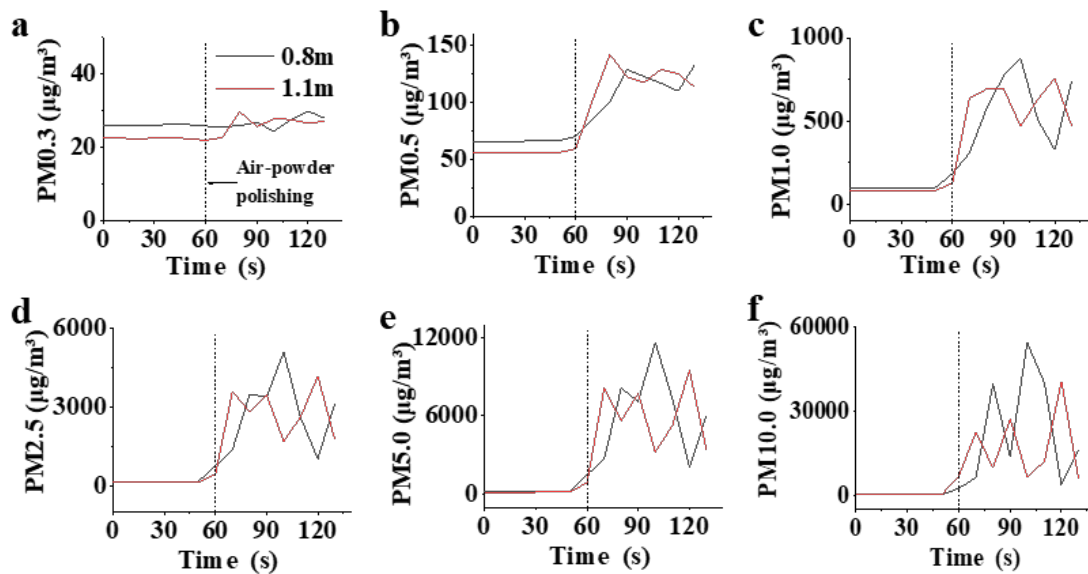 a
PM0.3 (μg/m³)
40
20
0
0.8m
1.1m
Air-powder
polishing
0 30 60 90 120
Time (s)
b
PM0.5 (μg/m³)
150
100
50
0
0 30 60 90 120
Time (s)
c
PM1.0 (μg/m³)
1000
500
0
0 30 60 90 120
Time (s)
d
PM2.5 (μg/m³)
6000
3000
0
0 30 60 90 120
Time (s)
e
PM5.0 (μg/m³)
12000
6000
0
0 30 60 90 120
Time (s)
f
PM10.0 (μg/m³)
60000
30000
0
0 30 60 90 120
Time (s)